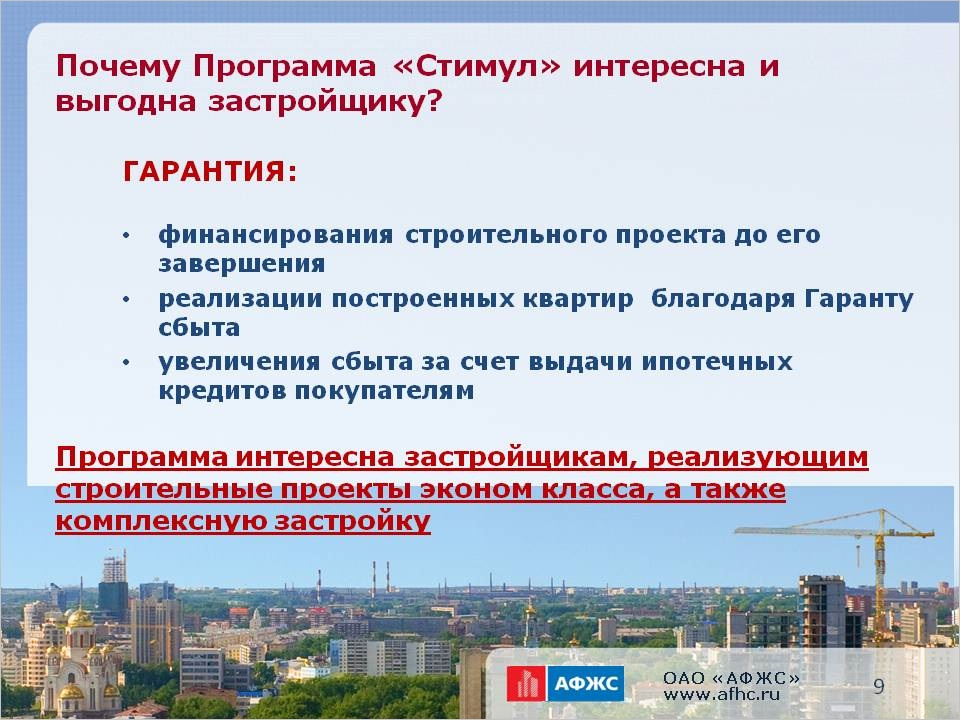 Почему Программа «Стимул» интересна и
выгодна застройщику?
ГАРАНТИЯ:
• финансирования строительного проекта до его
завершения
• реализации построенных квартир благодаря Гаранту
сбыта
• увеличения сбыта за счет выдачи ипотечных
кредитов покупателям
Программа интересна застройщикам, реализующим
строительные проекты эконом класса, а также
комплексную застройку
АФЖС
ОАО «АФЖС»
www.afhc.ru
9